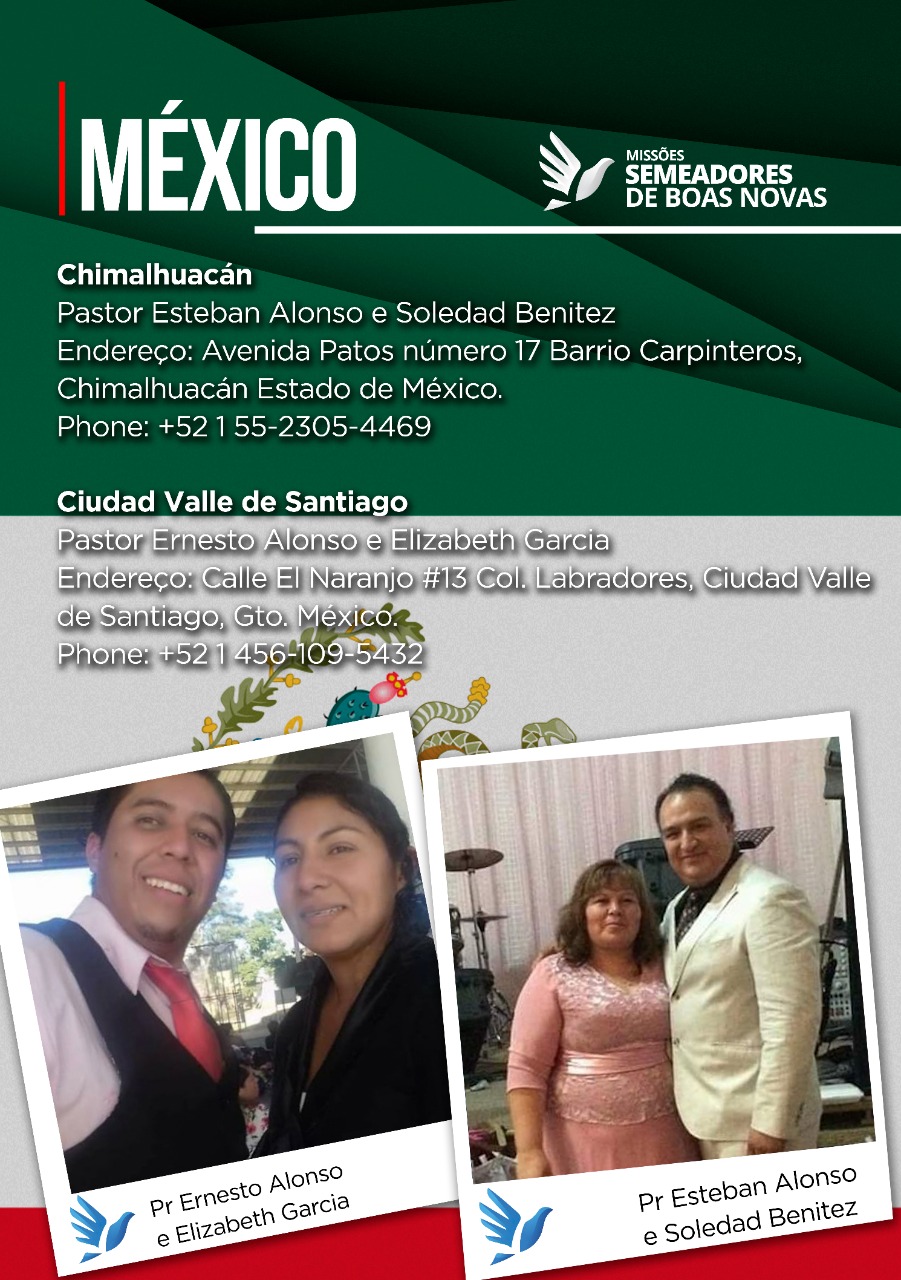 MÉXICO
MISSÕES
SEMEADORES
DE BOAS NOVAS
Chimalhuacán
Pastor Esteban Alonso e Soledad Benitez
Endereço: Avenida Patos número 17 Barrio Carpinteros,
Chimalhuacán Estado de México.
Phone: +52 1 55-2305-4469
Ciudad Valle de Santiago
Pastor Ernesto Alonso e Elizabeth Garcia
Endereço: Calle El Naranjo #13 Col. Labradores, Ciudad Valle
de Santiago, Gto. México.
Phone: +52 1 456-109-5432
Pr Ernesto Alonso
e Elizabeth Garcia
Pr Esteban Alonso
e Soledad Benitez